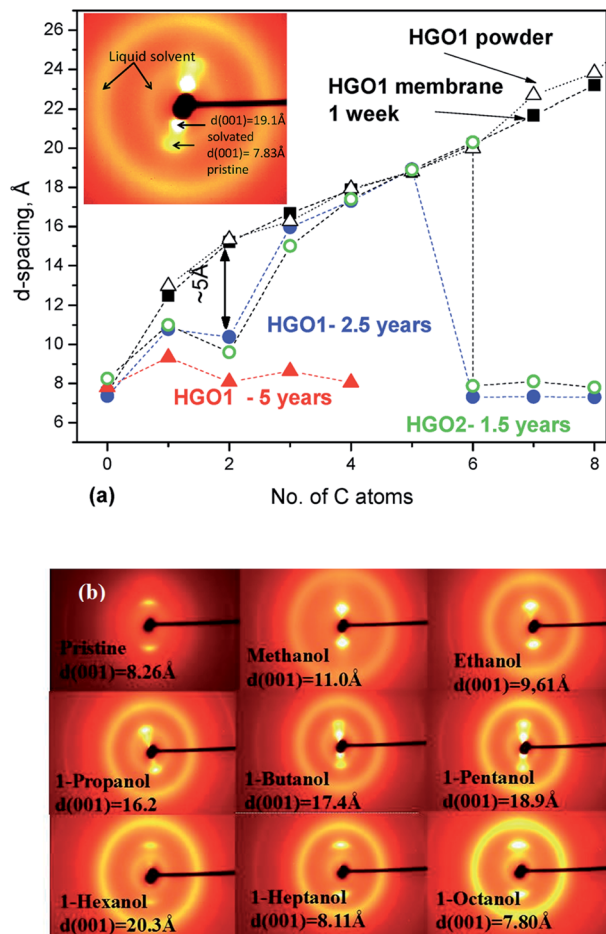 26
24
22
20
18
16
14
12
10
8
6
d-spacing, Å
Liquid solvent
d(001)=19.1Å
solvated
d(001)= 7.83Å
pristine
HGO1 powder
HGO1 membrane
1 week
~5Å
HGO1- 2.5 years
HGO1 - 5 years
HGO2- 1.5 years
0 2 4 6 8
(a)
No. of C atoms
(b)
Pristine
d(001)=8.26Å
Methanol
d(001)=11.0Å
Ethanol
d(001)=9,61Å
1-Propanol
d(001)=16.2
1-Butanol
d(001)=17.4Å
1-Pentanol
d(001)=18.9Å
1-Hexanol
d(001)=20.3Å
1-Heptanol
d(001)=8.11Å
1-Octanol
d(001)=7.80Å